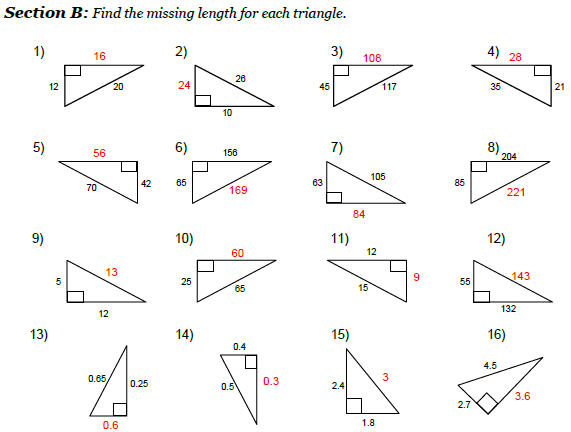 Section B: Find the missing length for each triangle.
1) 2) 3) 4)
16 108 28
12 20 24 26 45 117 35 21
10
5) 6) 7) 8)
56 156 204
70 42 65 169 63 105 85 221
84
9) 10) 11) 12)
60 12
5 13 25 65 15 9 55 143
12 132
13) 14) 15) 16)
0.4 4.5
0.65 0.25 0.5 0.3 2.4 3 2.7 3.6
0.6 1.8